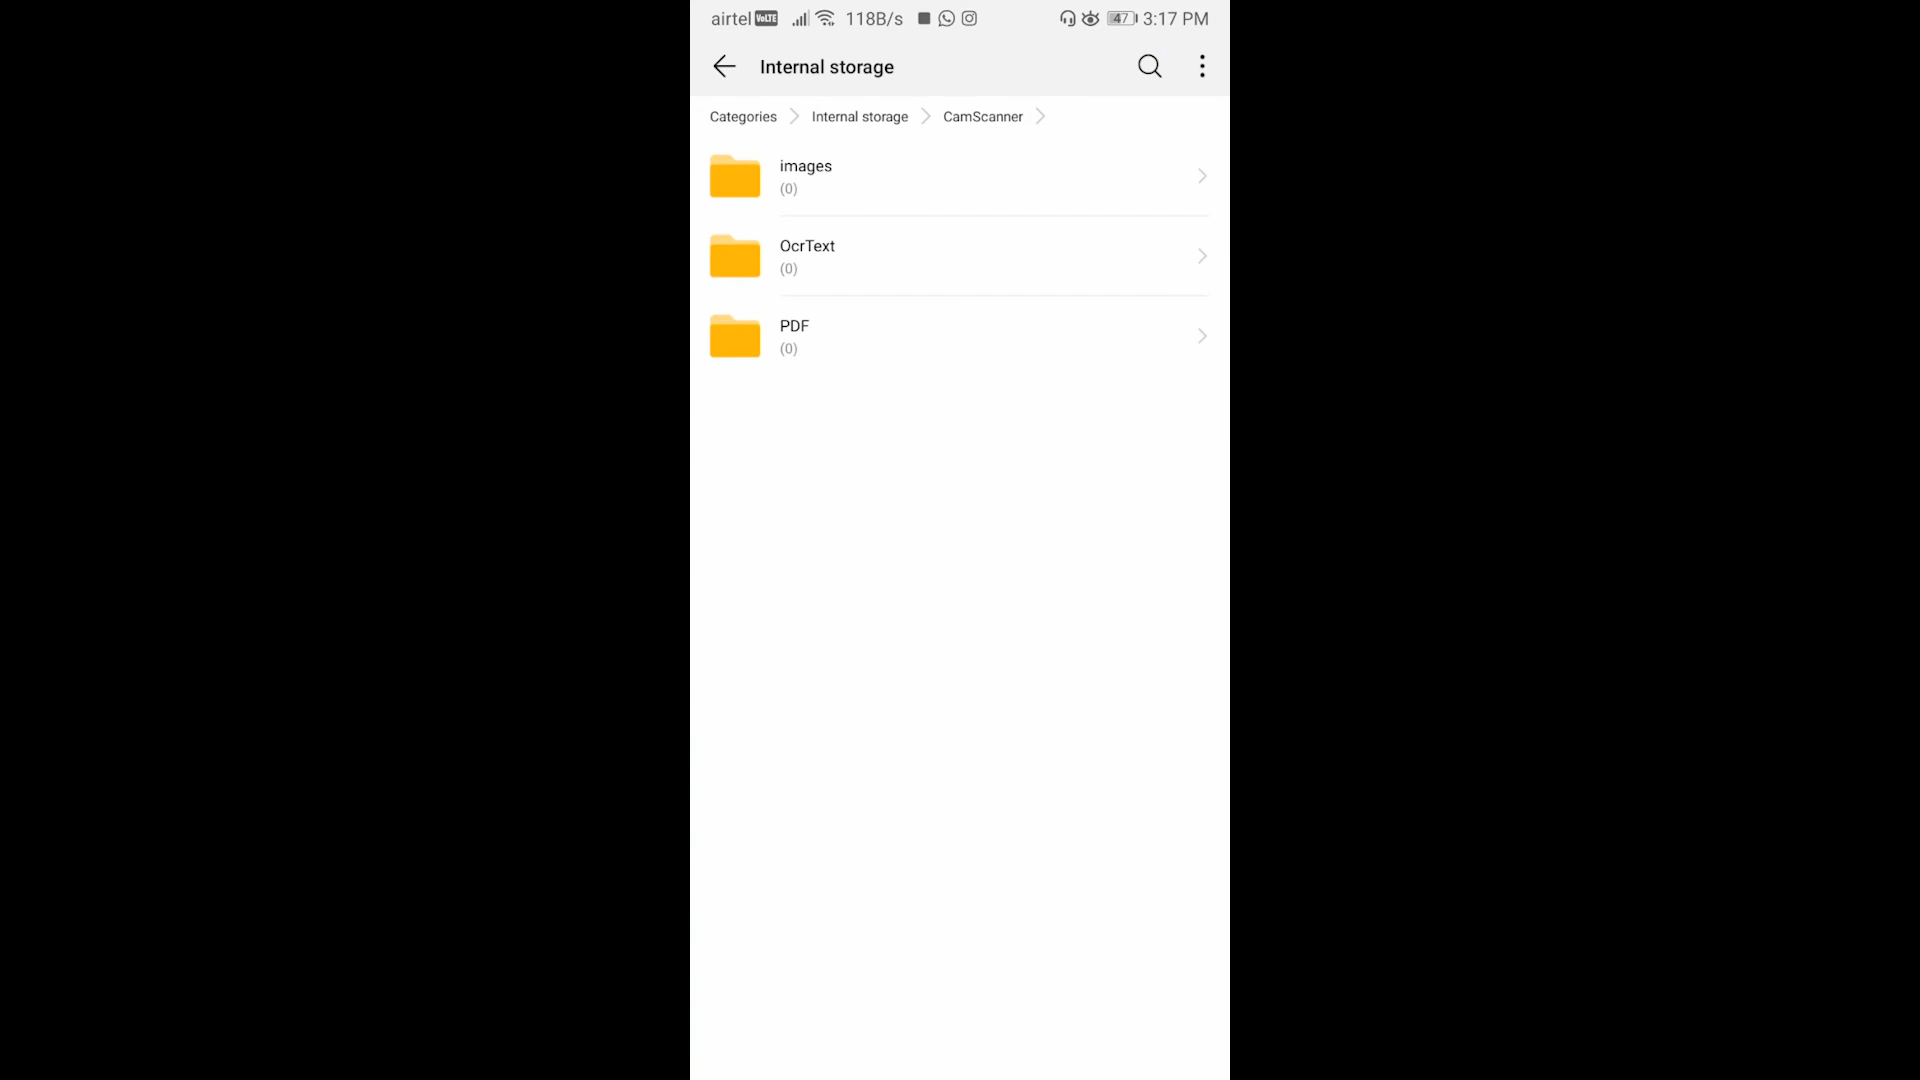 airtel VoLTE 118B/s 47 3:17 PM
Internal storage
Categories Internal storage CamScanner
images
(0)
OcrText
(0)
PDF
(0)